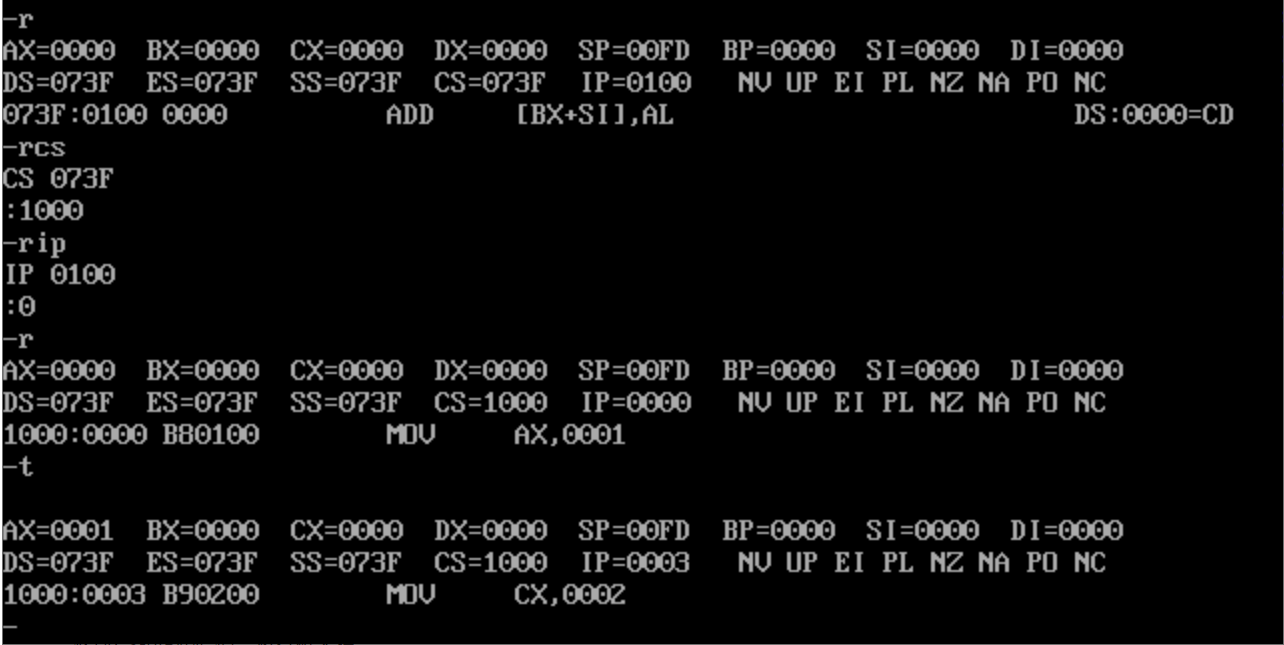 -r
AX=0000  BX=0000  CX=0000  DX=0000  SP=00FD  BP=0000  SI=0000  DI=0000
DS=073F  ES=073F  SS=073F  CS=073F  IP=0100   NV UP EI PL NZ NA PO NC
073F:0100 0000          ADD     [BX+SI],AL                         DS:0000=CD
-rcs
CS 073F
:1000
-rip
IP 0100
:0
-r
AX=0000  BX=0000  CX=0000  DX=0000  SP=00FD  BP=0000  SI=0000  DI=0000
DS=073F  ES=073F  SS=073F  CS=1000  IP=0000   NV UP EI PL NZ NA PO NC
1000:0000 B80100        MOV     AX,0001
-t
AX=0001  BX=0000  CX=0000  DX=0000  SP=00FD  BP=0000  SI=0000  DI=0000
DS=073F  ES=073F  SS=073F  CS=1000  IP=0003   NV UP EI PL NZ NA PO NC
1000:0003 B90200        MOV     CX,0002
-